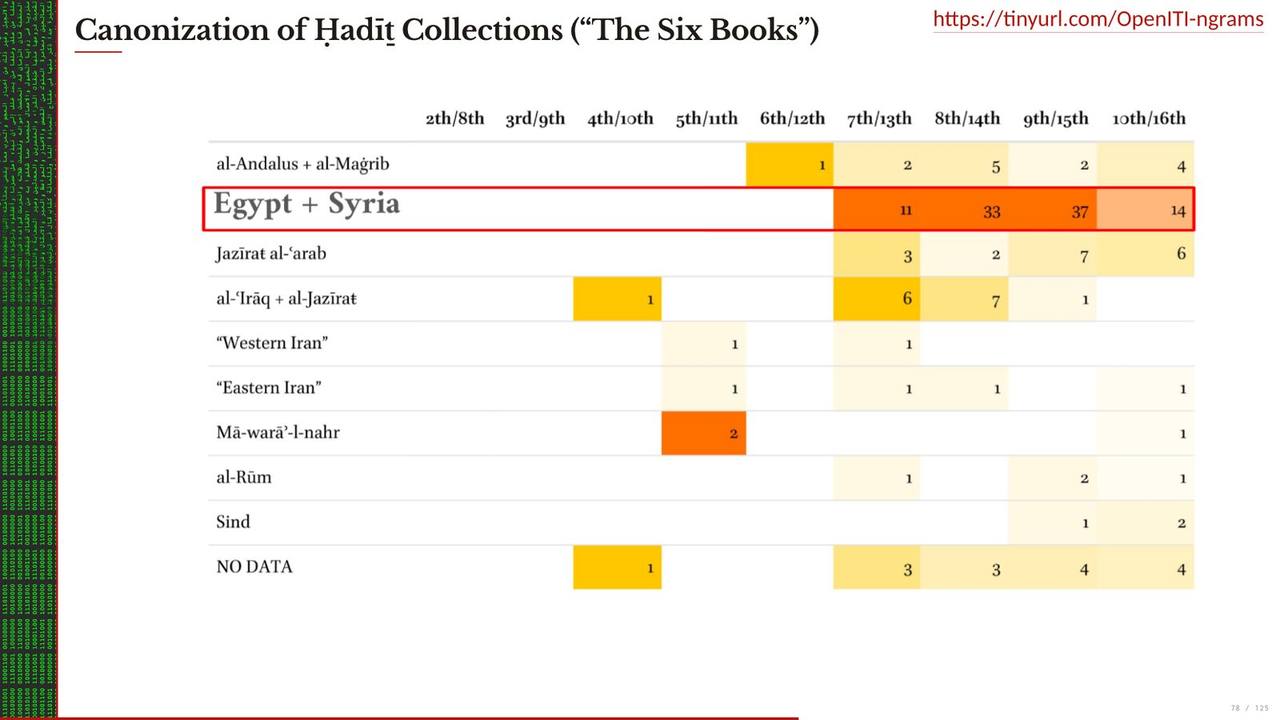 Canonization of Ḥadīṯ Collections (“The Six Books”)
https://tinyurl.com/OpenITI-ngrams
2th/8th 3rd/9th 4th/10th 5th/11th 6th/12th 7th/13th 8th/14th 9th/15th 10th/16th
al-Andalus + al-Maġrib 1 2 5 2 4
Egypt + Syria 11 33 37 14
Jazīraŧ al-ʿarab 3 2 7 6
al-ʿIrāq + al-Jazīraŧ 1 6 7 1
“Western Iran” 1 1
“Eastern Iran” 1 1 1 1
Mā-warāʾ-l-nahr 2 1
al-Rūm 1 2 1
Sind 1 2
NO DATA 1 3 3 4 4
78 / 125